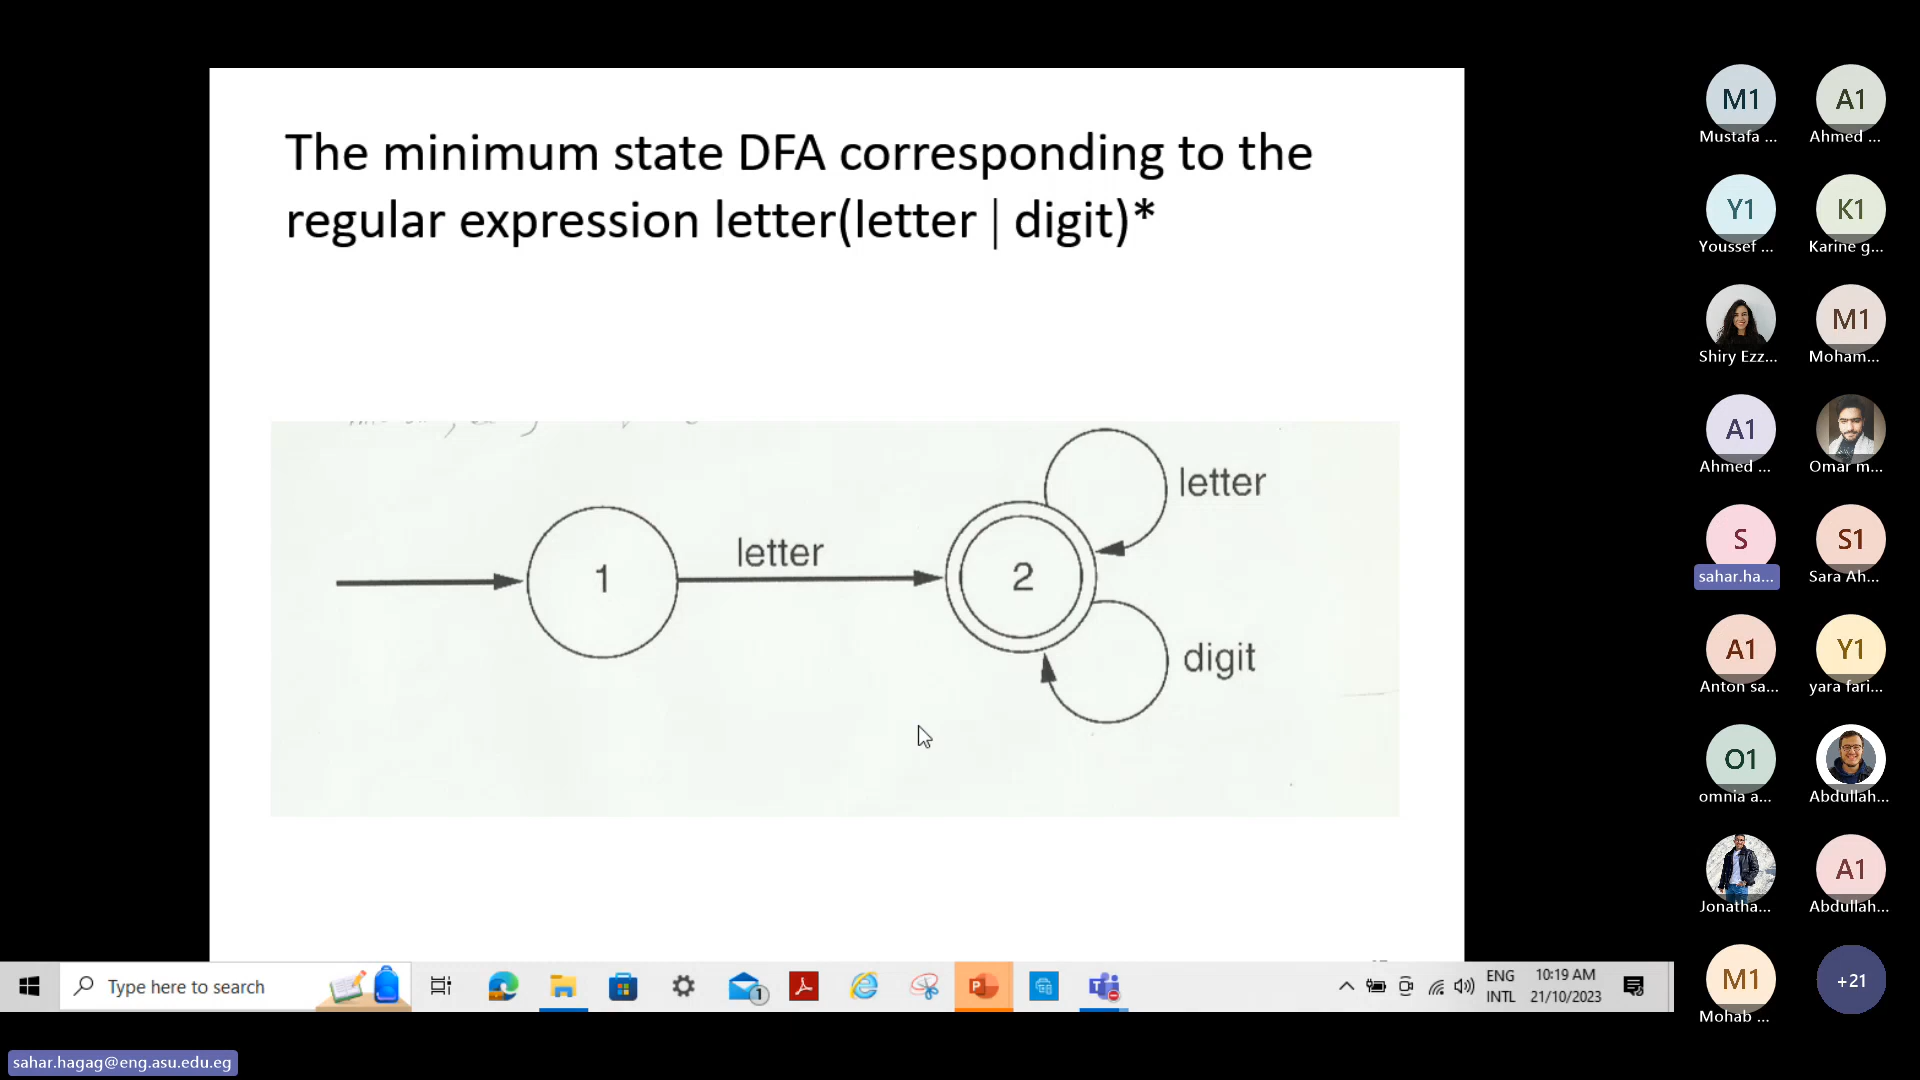 The minimum state DFA corresponding to the
regular expression letter(letter | digit)*
letter
letter
1
2
digit
M1
Mustafa ...
A1
Ahmed ...
Y1
Youssef ...
K1
Karine g...
Shiry Ezz...
M1
Moham...
A1
Ahmed ...
Omar m...
S
sahar.ha...
S1
Sara Ah...
A1
Anton sa...
Y1
yara fari...
O1
omnia a...
Abdullah...
Jonatha...
A1
Abdullah...
M1
Mohab ...
+21
Type here to search
1
ENG
INTL
10:19 AM
21/10/2023
sahar.hagag@eng.asu.edu.eg